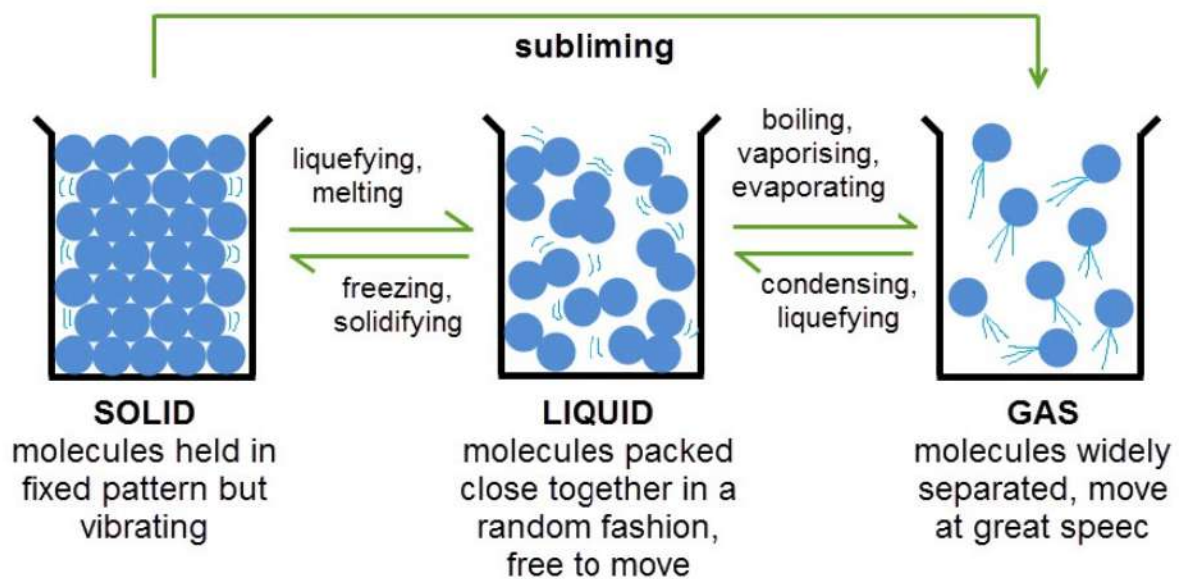 subliming
liquefying,
melting
freezing,
solidifying
boiling,
vaporising,
evaporating
condensing,
liquefying
SOLID
molecules held in
fixed pattern but
vibrating
LIQUID
molecules packed
close together in a
random fashion,
free to move
GAS
molecules widely
separated, move
at great speec